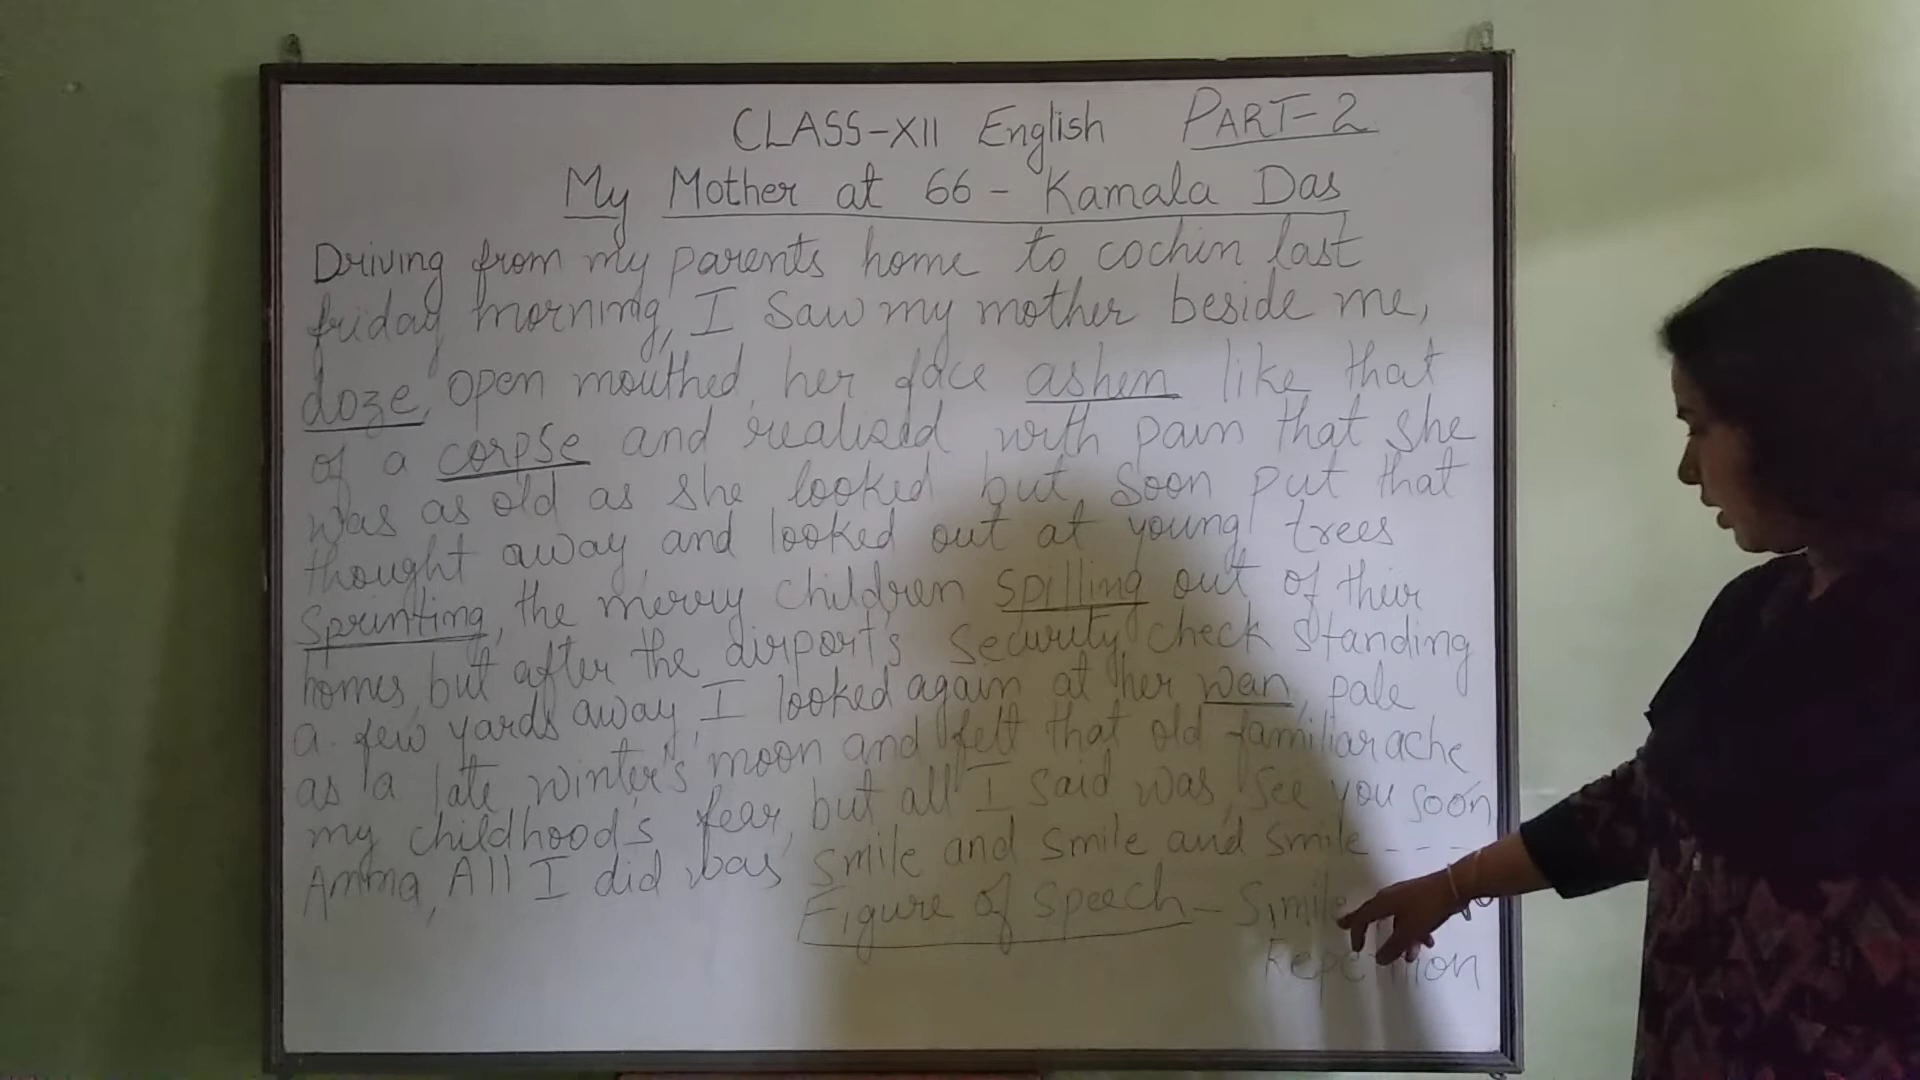 CLASS-XII English PART-2
My Mother at 66 - Kamala Das
Driving from my parents home to cochin last
friday morning, I saw my mother beside me,
doze, open mouthed, her face ashen like that
of a corpse and realised with pain that she
was as old as she looked but soon put that
thought away, and looked out at young trees
sprinting, the merry children spilling out of their
homes, but after the airport's security check standing
a few yards away, I looked again at her wan, pale
as a late winter's moon and felt that old familiar ache
my childhood's fear, but all I said was, see you soon
Amma, All I did was smile and smile and smile - - -
Figure of speech - Simile
Repetition